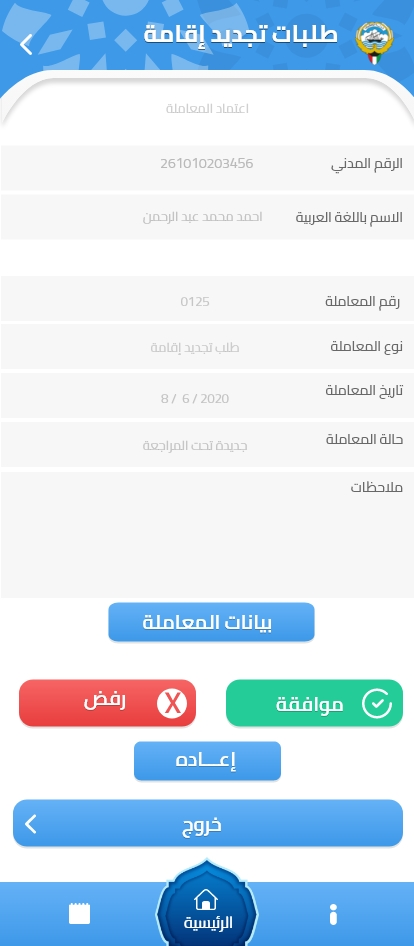 طلبات تجديد إقامة
اعتماد المعاملة
الرقم المدني 261010203456
الاسم باللغة العربية احمد محمد عبد الرحمن
رقم المعاملة 0125
نوع المعاملة طلب تجديد إقامة
تاريخ المعاملة 8 / 6 / 2020
حالة المعاملة جديدة تحت المراجعة
ملاحظات
بيانات المعاملة
موافقة
رفض
إعـــاده
خروج
الرئيسية